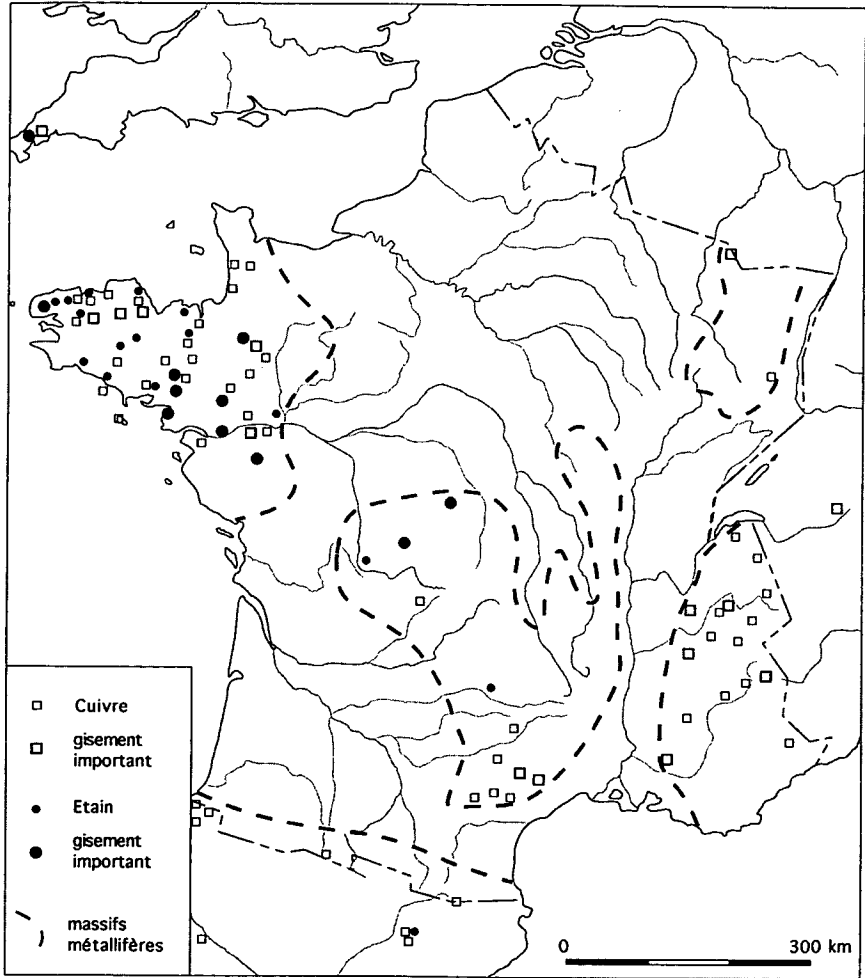 Cuivre
gisement
important
Etain
gisement
important
massifs
métallifères
0 300 km